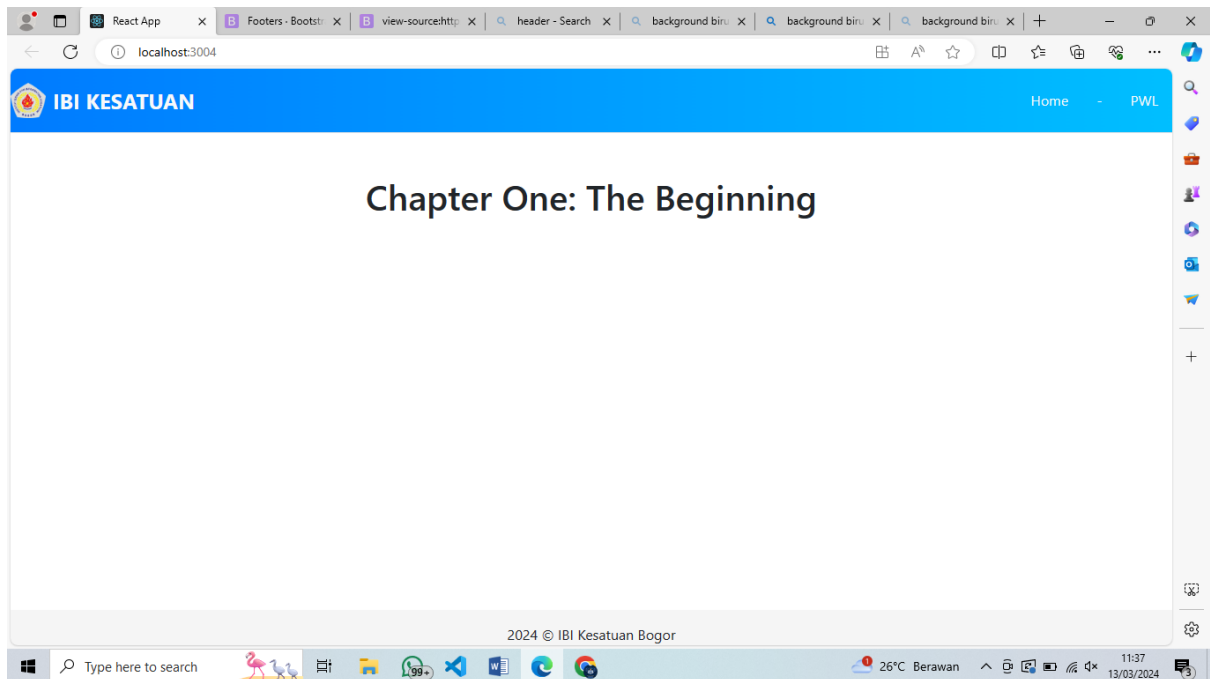 React App
Footers · Bootstr
view-source:http
header - Search
background biru
background biru
background biru
localhost:3004
IBI KESATUAN
Home - PWL
Chapter One: The Beginning
2024 © IBI Kesatuan Bogor
Type here to search
99+
26°C Berawan
11:37
13/03/2024
3